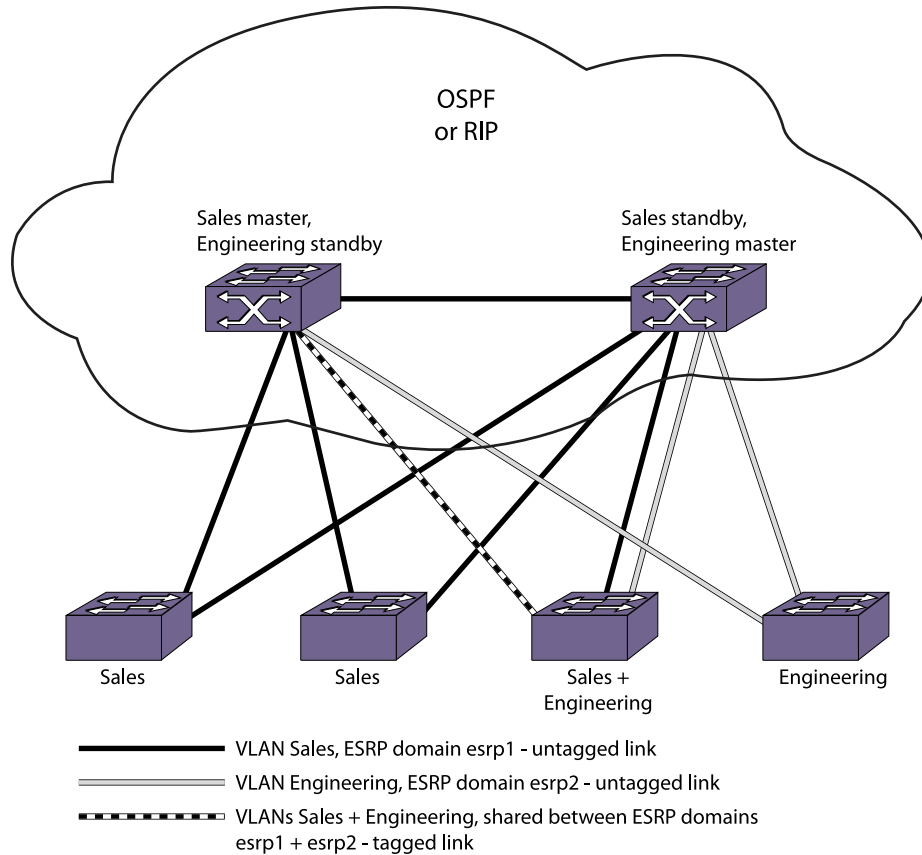 OSPF
or RIP
Sales master,
Engineering standby
Sales standby,
Engineering master
Sales
Sales
Sales +
Engineering
Engineering
VLAN Sales, ESRP domain esrp1 - untagged link
VLAN Engineering, ESRP domain esrp2 - untagged link
VLANs Sales + Engineering, shared between ESRP domains
esrp1 + esrp2 - tagged link